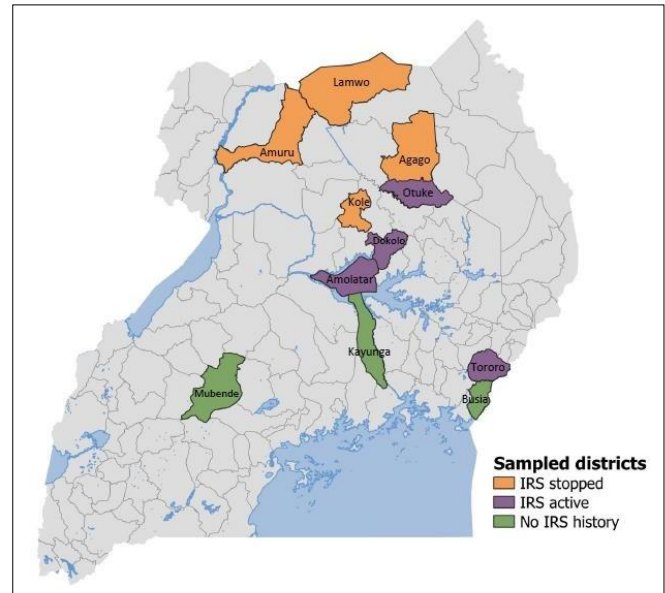 Lamwo
Amuru
Agago
Otuke
Kole
Dokolo
Amolatar
Kayunga
Tororo
Mubende
Busia
Sampled districts
IRS stopped
IRS active
No IRS history